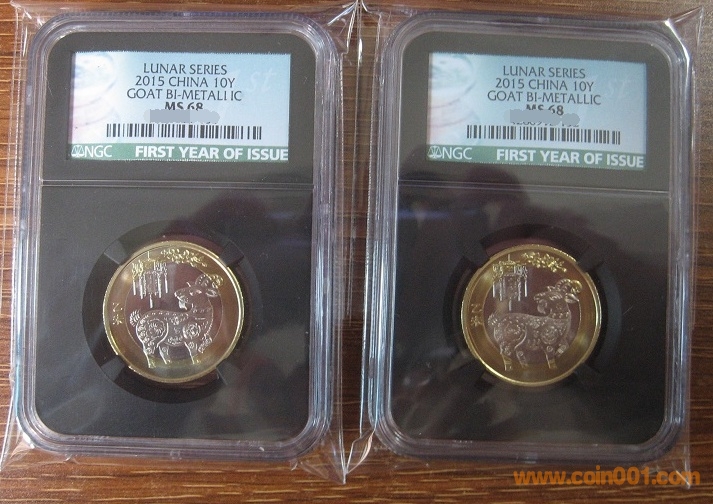 LUNAR SERIES
2015 CHINA 10Y
GOAT BI-METALLIC
MS 68
NGC FIRST YEAR OF ISSUE
LUNAR SERIES
2015 CHINA 10Y
GOAT BI-METALLIC
MS 68
NGC FIRST YEAR OF ISSUE
www.coin001.com